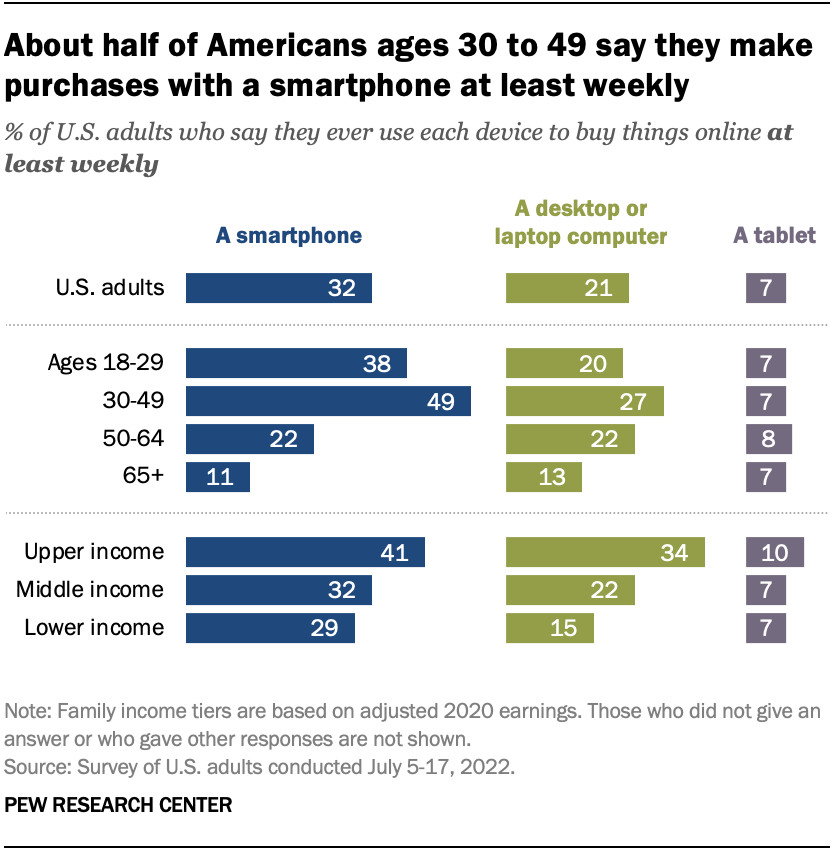 About half of Americans ages 30 to 49 say they make
purchases with a smartphone at least weekly
% of U.S. adults who say they ever use each device to buy things online at
least weekly
A smartphone
A desktop or
laptop computer
A tablet
U.S. adults 32 21 7
Ages 18-29 38 20 7
30-49 49 27 7
50-64 22 22 8
65+ 11 13 7
Upper income 41 34 10
Middle income 32 22 7
Lower income 29 15 7
Note: Family income tiers are based on adjusted 2020 earnings. Those who did not give an
answer or who gave other responses are not shown.
Source: Survey of U.S. adults conducted July 5-17, 2022.
PEW RESEARCH CENTER